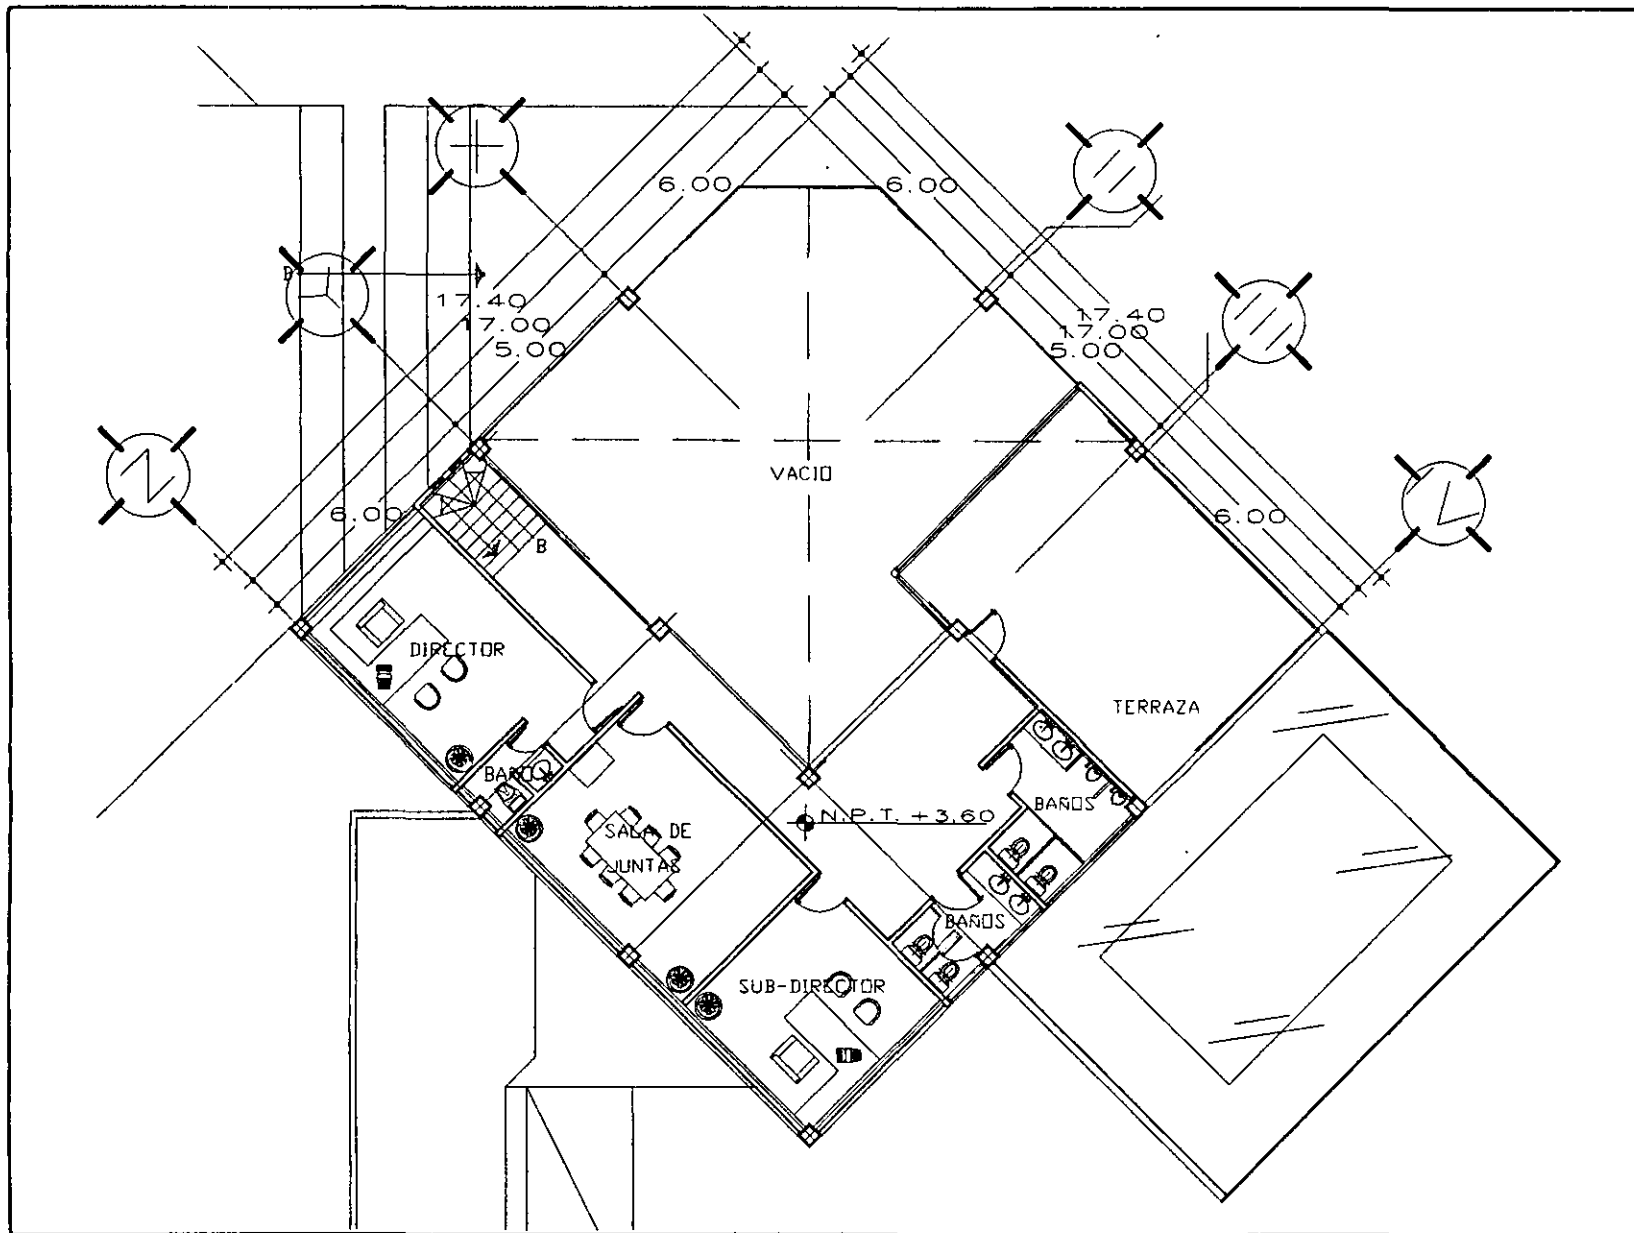 6.00
6.00
17.40
17.00
5.00
17.40
17.00
5.00
VACIO
6.00
6.00
B
DIRECTOR
TERRAZA
BAÑO
BAÑOS
N.P.T. +3.60
SALA DE
JUNTAS
BAÑOS
SUB-DIRECTOR